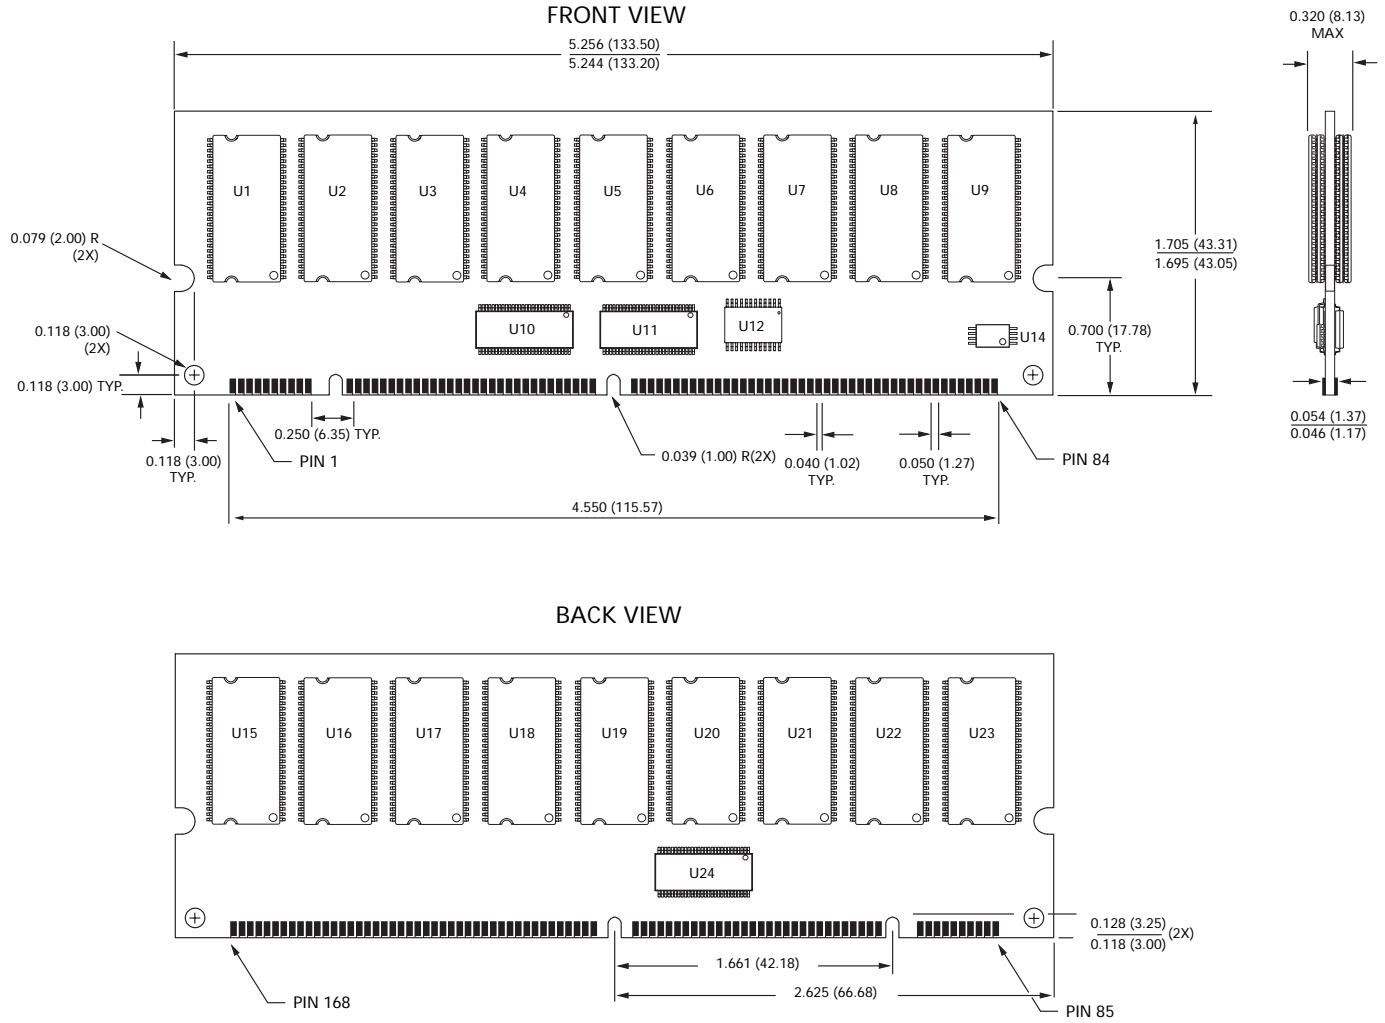 FRONT VIEW
0.320 (8.13)
MAX
5.256 (133.50)
5.244 (133.20)
U1 U2 U3 U4 U5 U6 U7 U8 U9
0.079 (2.00) R
(2X)
1.705 (43.31)
1.695 (43.05)
0.118 (3.00)
(2X)
U10 U11 U12 U14
0.700 (17.78)
TYP.
0.118 (3.00) TYP.
0.054 (1.37)
0.046 (1.17)
0.250 (6.35) TYP.
0.118 (3.00)
TYP.
PIN 1
0.039 (1.00) R(2X)
0.040 (1.02)
TYP.
0.050 (1.27)
TYP.
PIN 84
4.550 (115.57)
BACK VIEW
U15 U16 U17 U18 U19 U20 U21 U22 U23
U24
0.128 (3.25)
0.118 (3.00)
(2X)
1.661 (42.18)
2.625 (66.68)
PIN 168
PIN 85